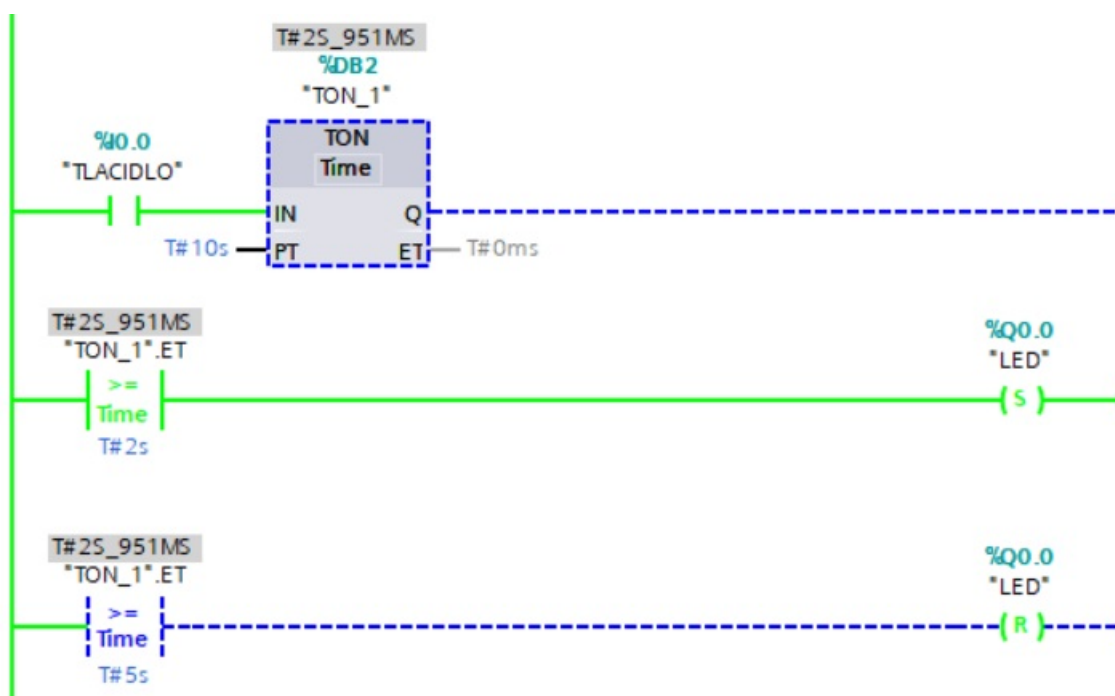 T#2S_951MS
%DB2
"TON_1"
%I0.0
"TLACIDLO"
TON
Time
IN Q
T#10s PT ET T#0ms
T#2S_951MS
"TON_1".ET
>=
Time
T#2s
%Q0.0
"LED"
S
T#2S_951MS
"TON_1".ET
>=
Time
T#5s
%Q0.0
"LED"
R